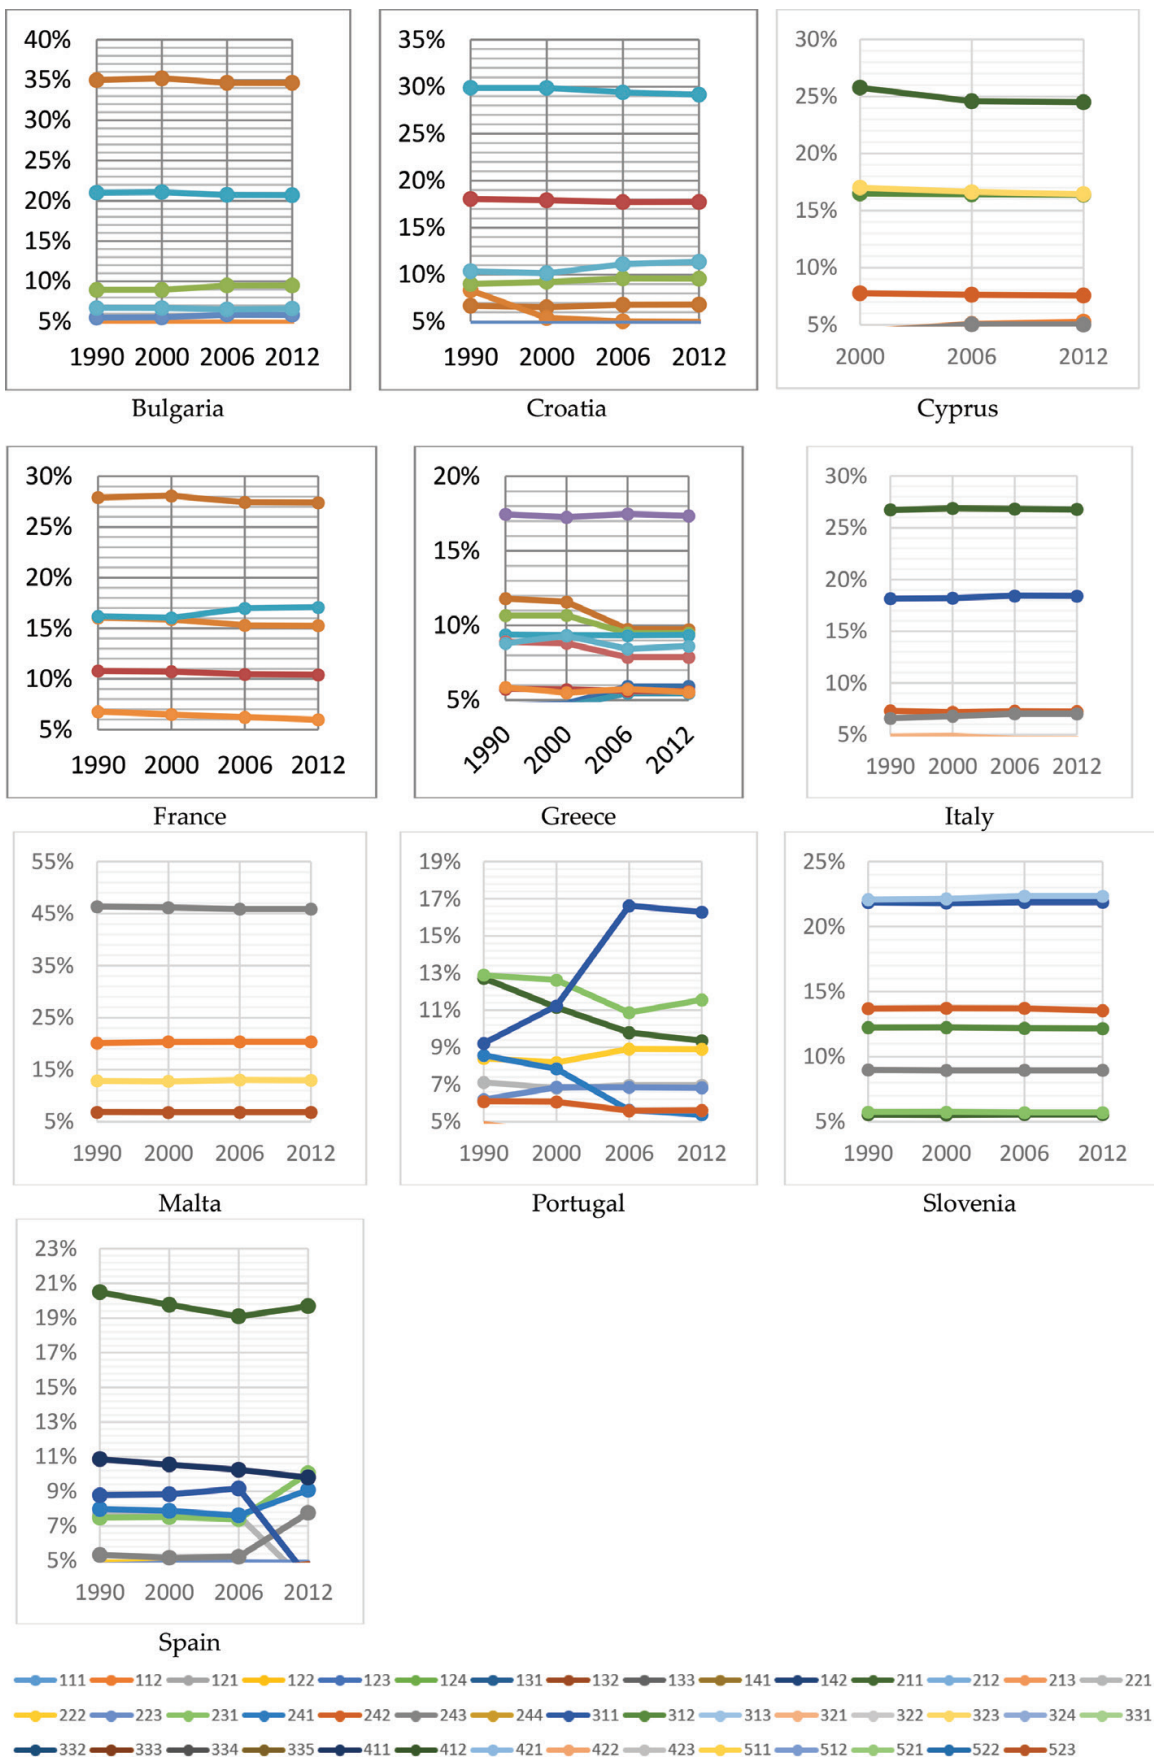 40%
35%
30%
25%
20%
15%
10%
5%
1990 2000 2006 2012
Bulgaria
35%
30%
25%
20%
15%
10%
5%
1990 2000 2006 2012
Croatia
30%
25%
20%
15%
10%
5%
2000 2006 2012
Cyprus
30%
25%
20%
15%
10%
5%
1990 2000 2006 2012
France
20%
15%
10%
5%
1990 2000 2006 2012
Greece
30%
25%
20%
15%
10%
5%
1990 2000 2006 2012
Italy
55%
45%
35%
25%
15%
5%
1990 2000 2006 2012
Malta
19%
17%
15%
13%
11%
9%
7%
5%
1990 2000 2006 2012
Portugal
25%
20%
15%
10%
5%
1990 2000 2006 2012
Slovenia
23%
21%
19%
17%
15%
13%
11%
9%
7%
5%
1990 2000 2006 2012
Spain
111 112 121 122 123 124 131 132 133 141 142 211 212 213 221
222 223 231 241 242 243 244 311 312 313 321 322 323 324 331
332 333 334 335 411 412 421 422 423 511 512 521 522 523